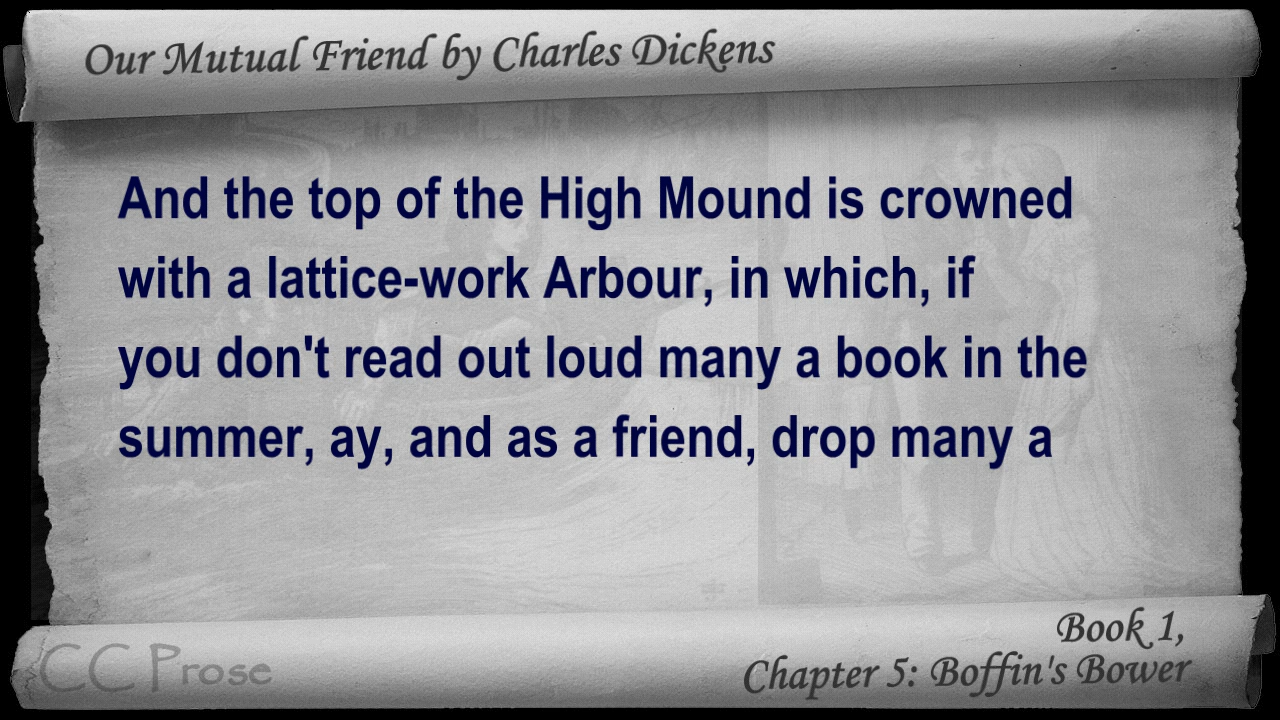 Our Mutual Friend by Charles Dickens
And the top of the High Mound is crowned
with a lattice-work Arbour, in which, if
you don't read out loud many a book in the
summer, ay, and as a friend, drop many a
CC Prose
Book 1,
Chapter 5: Boffin's Bower